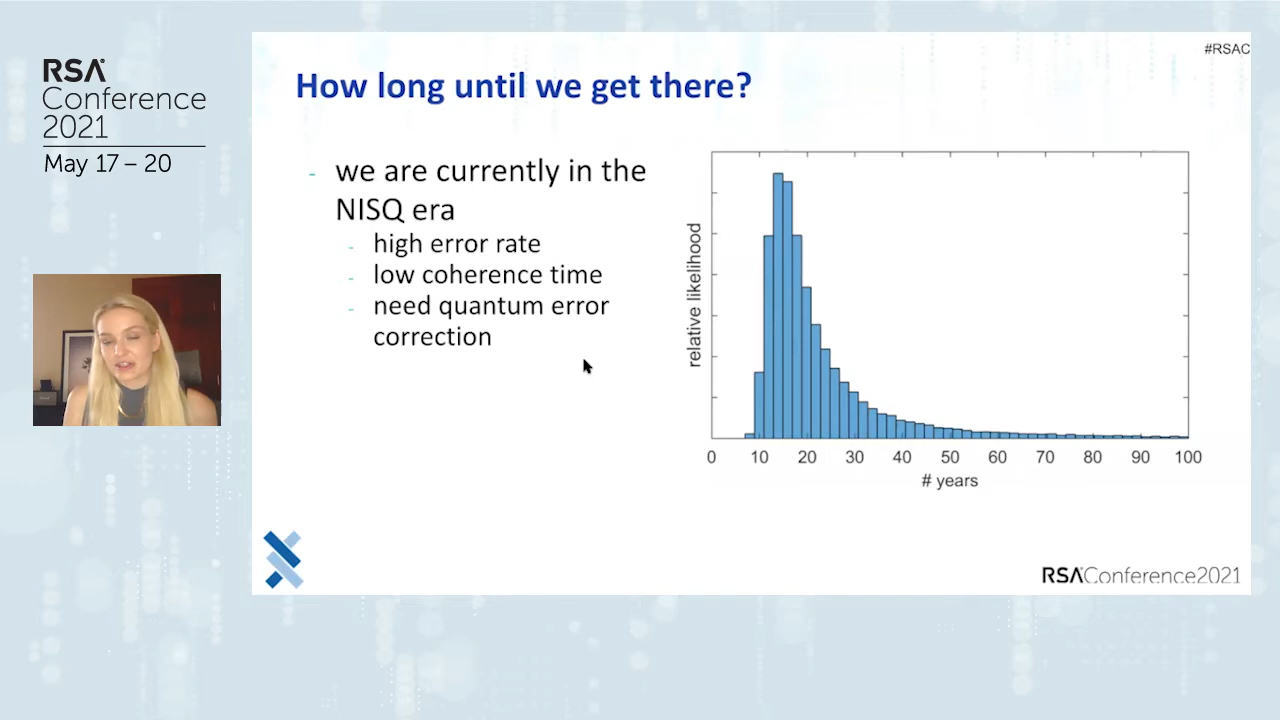 RSA
Conference
2021
May 17 – 20
#RSAC
How long until we get there?
- we are currently in the
NISQ era
- high error rate
- low coherence time
- need quantum error
correction
relative likelihood
0 10 20 30 40 50 60 70 80 90 100
# years
RSAConference2021